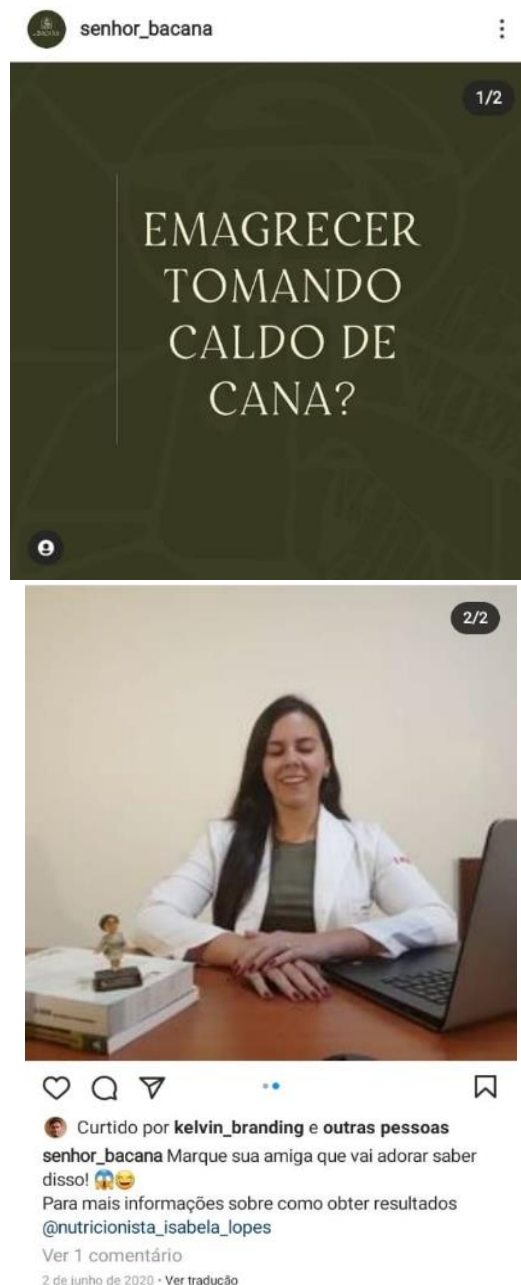 senhor_bacana
1/2
EMAGRECER
TOMANDO
CALDO DE
CANA?
2/2
Curtido por kelvin_branding e outras pessoas
senhor_bacana Marque sua amiga que vai adorar saber
disso! 😱😂
Para mais informações sobre como obter resultados
@nutricionista_isabela_lopes
Ver 1 comentário
2 de junho de 2020 • Ver tradução